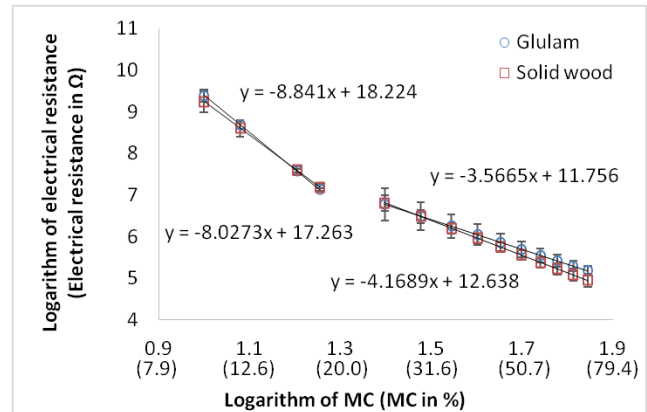 Logarithm of electrical resistance
(Electrical resistance in Ω)
11
10
9
8
7
6
5
4
Glulam
Solid wood
y = -8.841x + 18.224
y = -3.5665x + 11.756
y = -8.0273x + 17.263
y = -4.1689x + 12.638
0.9 1.1 1.3 1.5 1.7 1.9
(7.9) (12.6) (20.0) (31.6) (50.7) (79.4)
Logarithm of MC (MC in %)